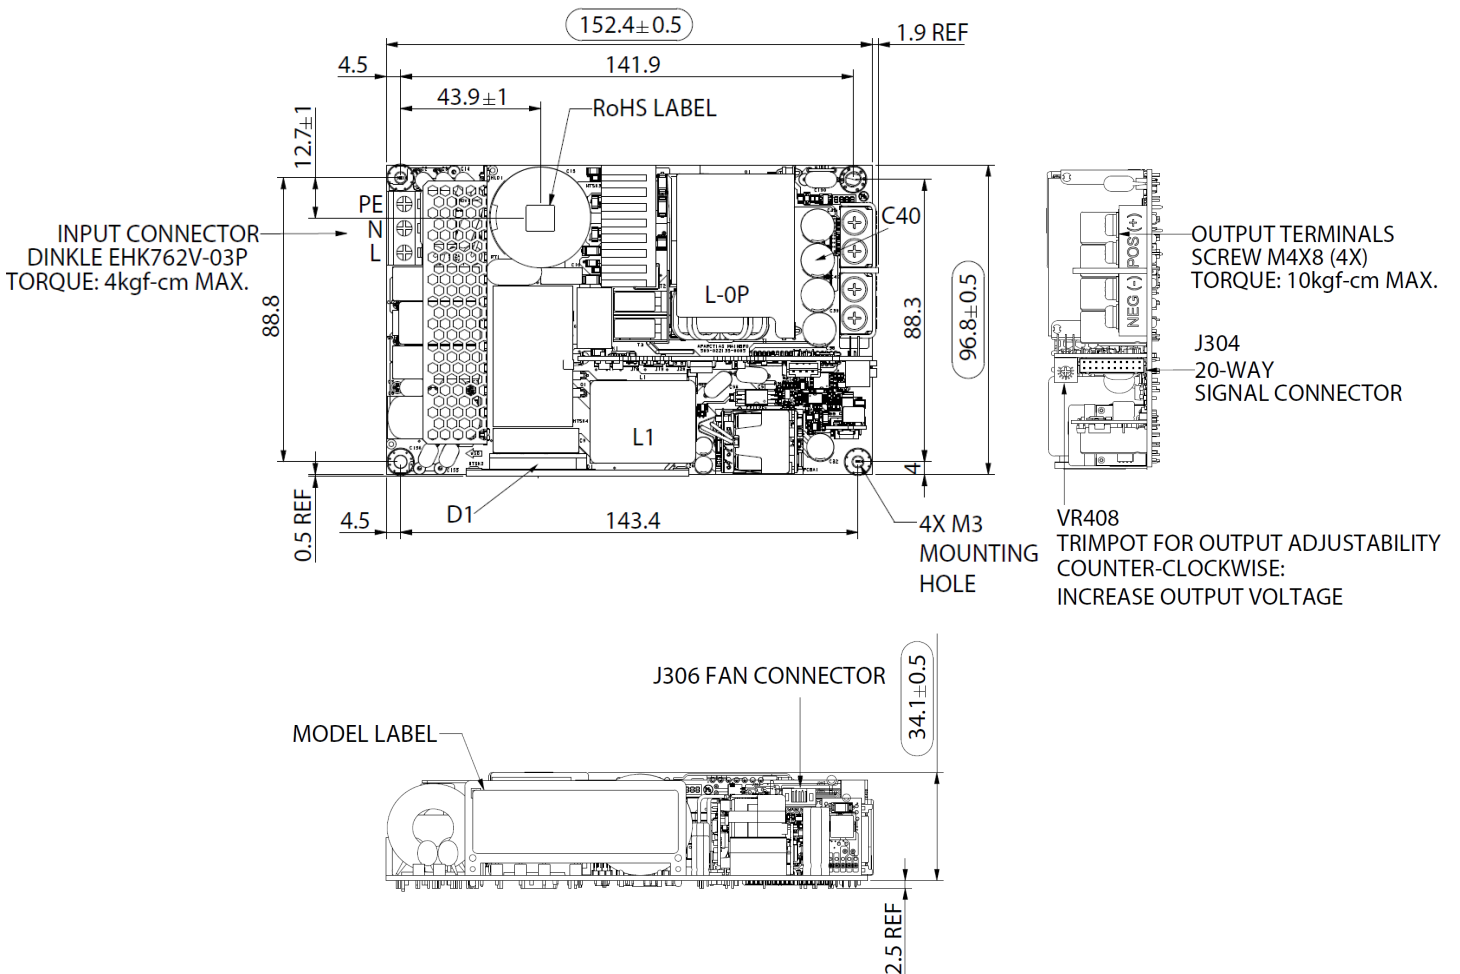 152.4±0.5
1.9 REF
4.5
141.9
43.9±1
RoHS LABEL
12.7±1
PE
N
L
INPUT CONNECTOR
DINKLE EHK762V-03P
TORQUE: 4kgf-cm MAX.
88.8
C40
L-0P
L1
88.3
96.8±0.5
4
POS (+)
NEG (-)
OUTPUT TERMINALS
SCREW M4X8 (4X)
TORQUE: 10kgf-cm MAX.
J304
20-WAY
SIGNAL CONNECTOR
0.5 REF
4.5
D1
143.4
4X M3
MOUNTING
HOLE
VR408
TRIMPOT FOR OUTPUT ADJUSTABILITY
COUNTER-CLOCKWISE:
INCREASE OUTPUT VOLTAGE
J306 FAN CONNECTOR
34.1±0.5
MODEL LABEL
2.5 REF